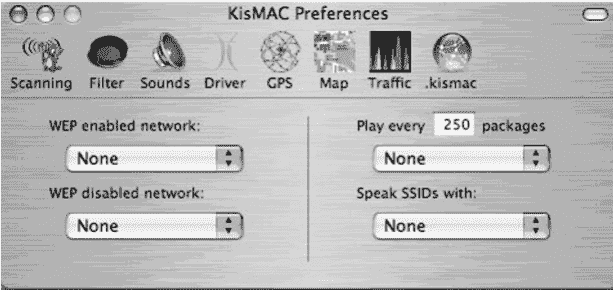 KisMAC Preferences
Scanning Filter Sounds Driver GPS Map Traffic .kismac
WEP enabled network:
None
WEP disabled network:
None
Play every 250 packages
None
Speak SSIDs with:
None